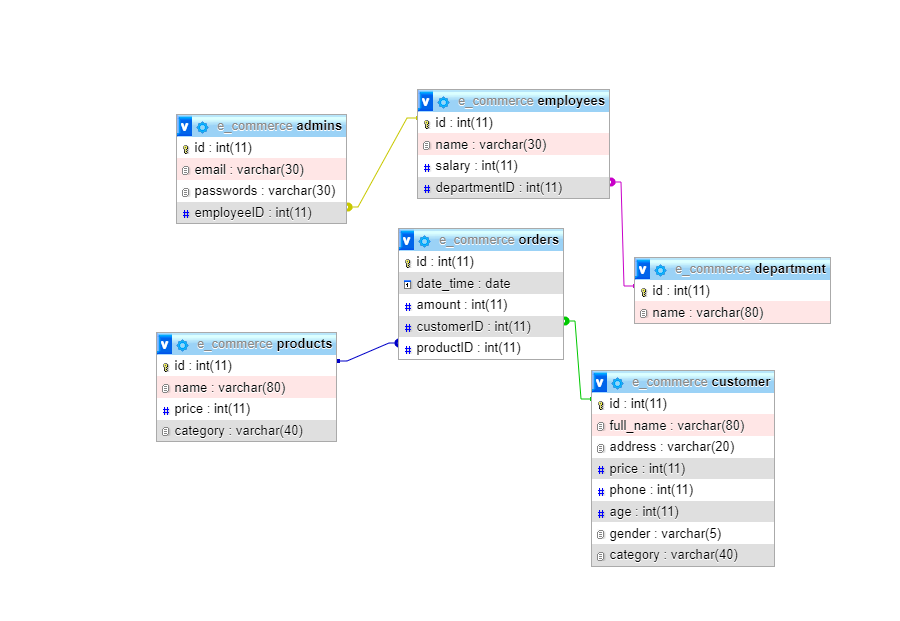 v e_commerce admins
id : int(11)
email : varchar(30)
passwords : varchar(30)
# employeeID : int(11)
v e_commerce employees
id : int(11)
name : varchar(30)
# salary : int(11)
# departmentID : int(11)
v e_commerce orders
id : int(11)
date_time : date
# amount : int(11)
# customerID : int(11)
# productID : int(11)
v e_commerce department
id : int(11)
name : varchar(80)
v e_commerce products
id : int(11)
name : varchar(80)
# price : int(11)
category : varchar(40)
v e_commerce customer
id : int(11)
full_name : varchar(80)
address : varchar(20)
# price : int(11)
# phone : int(11)
# age : int(11)
gender : varchar(5)
category : varchar(40)